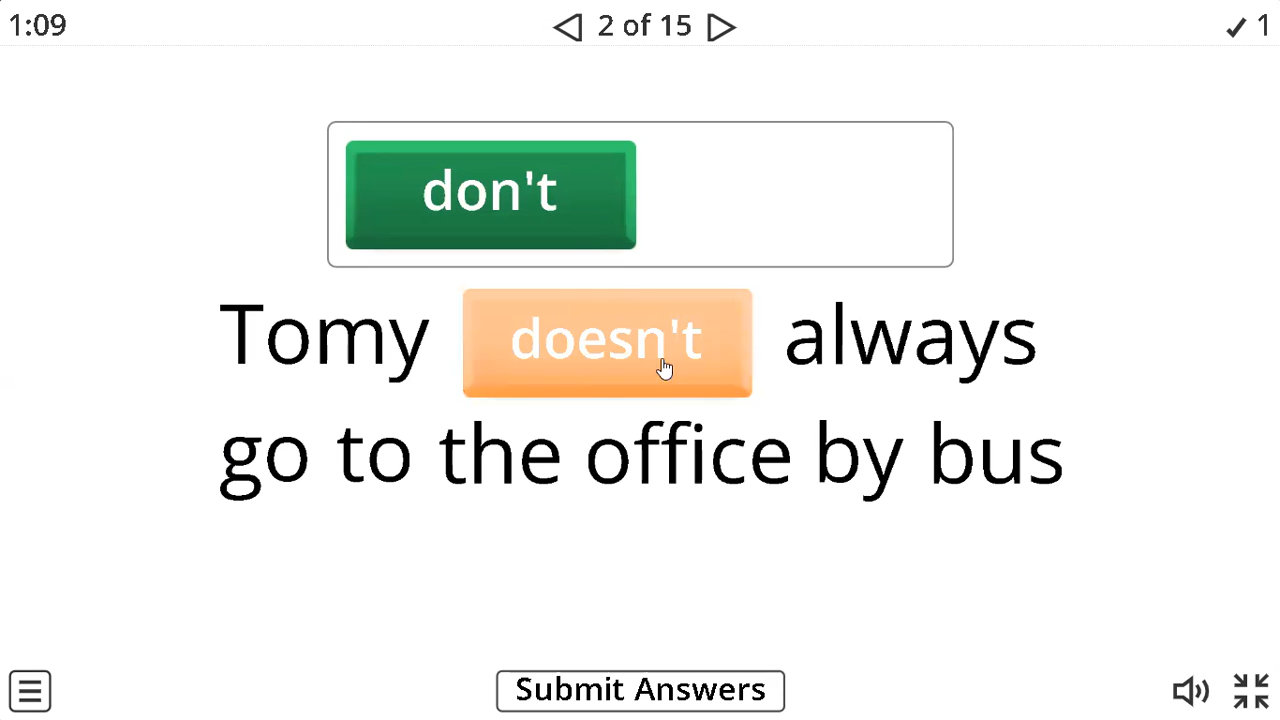 1:09
2 of 15
1
don't
Tomy doesn't always
go to the office by bus
Submit Answers